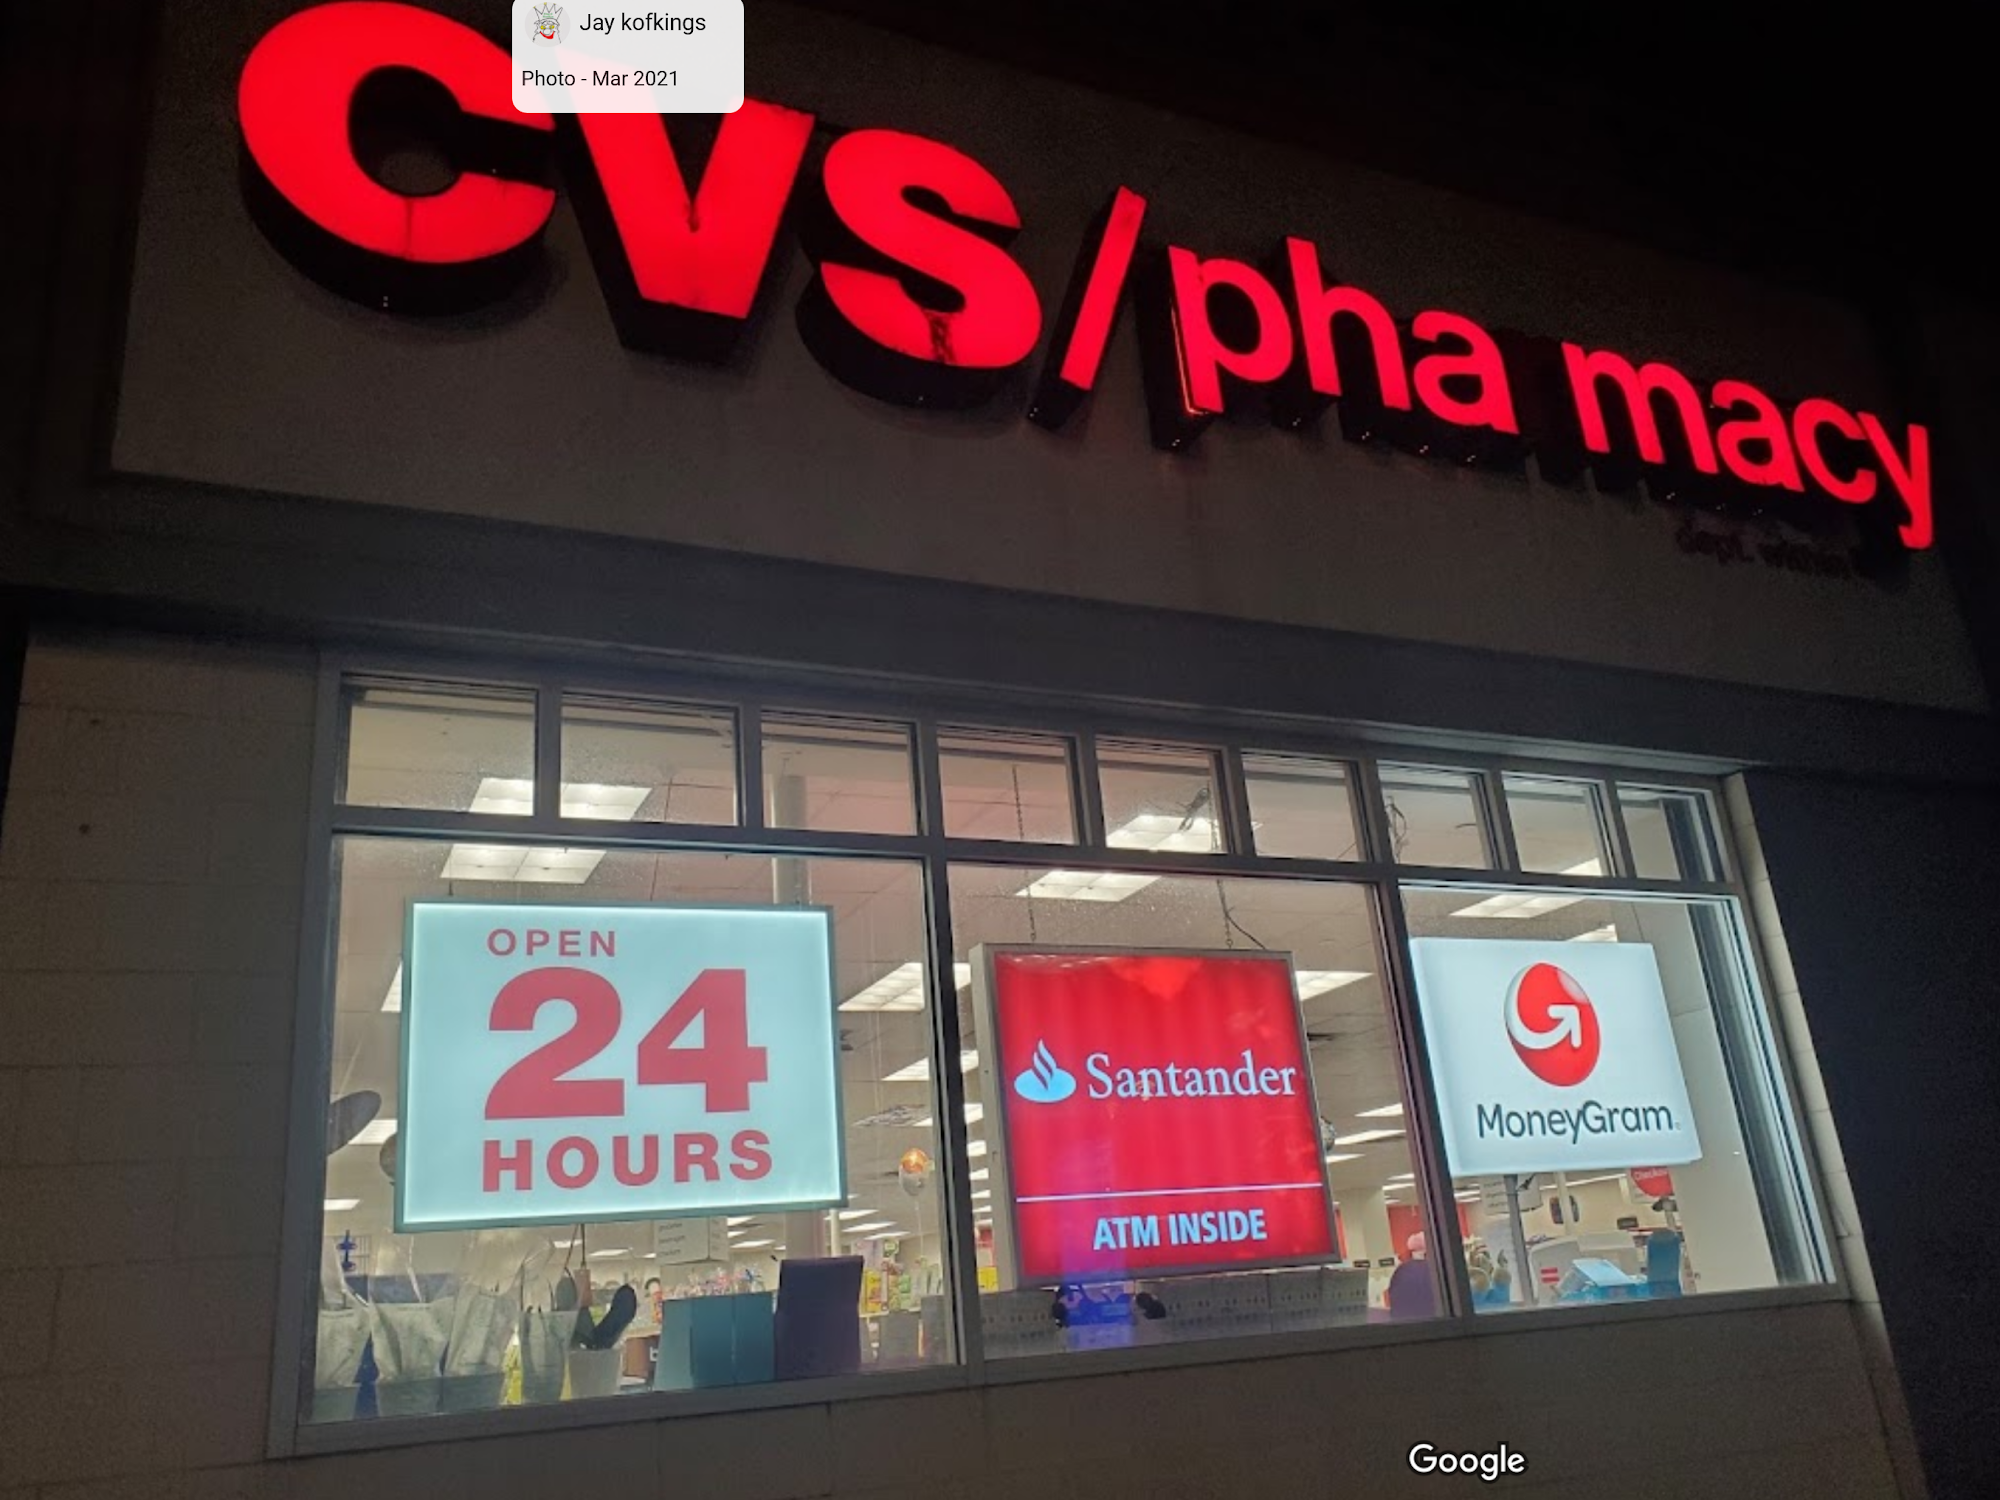 Jay kofkings
Photo - Mar 2021
CVS/pha macy
OPEN
24
HOURS
Santander
ATM INSIDE
MoneyGram
Google